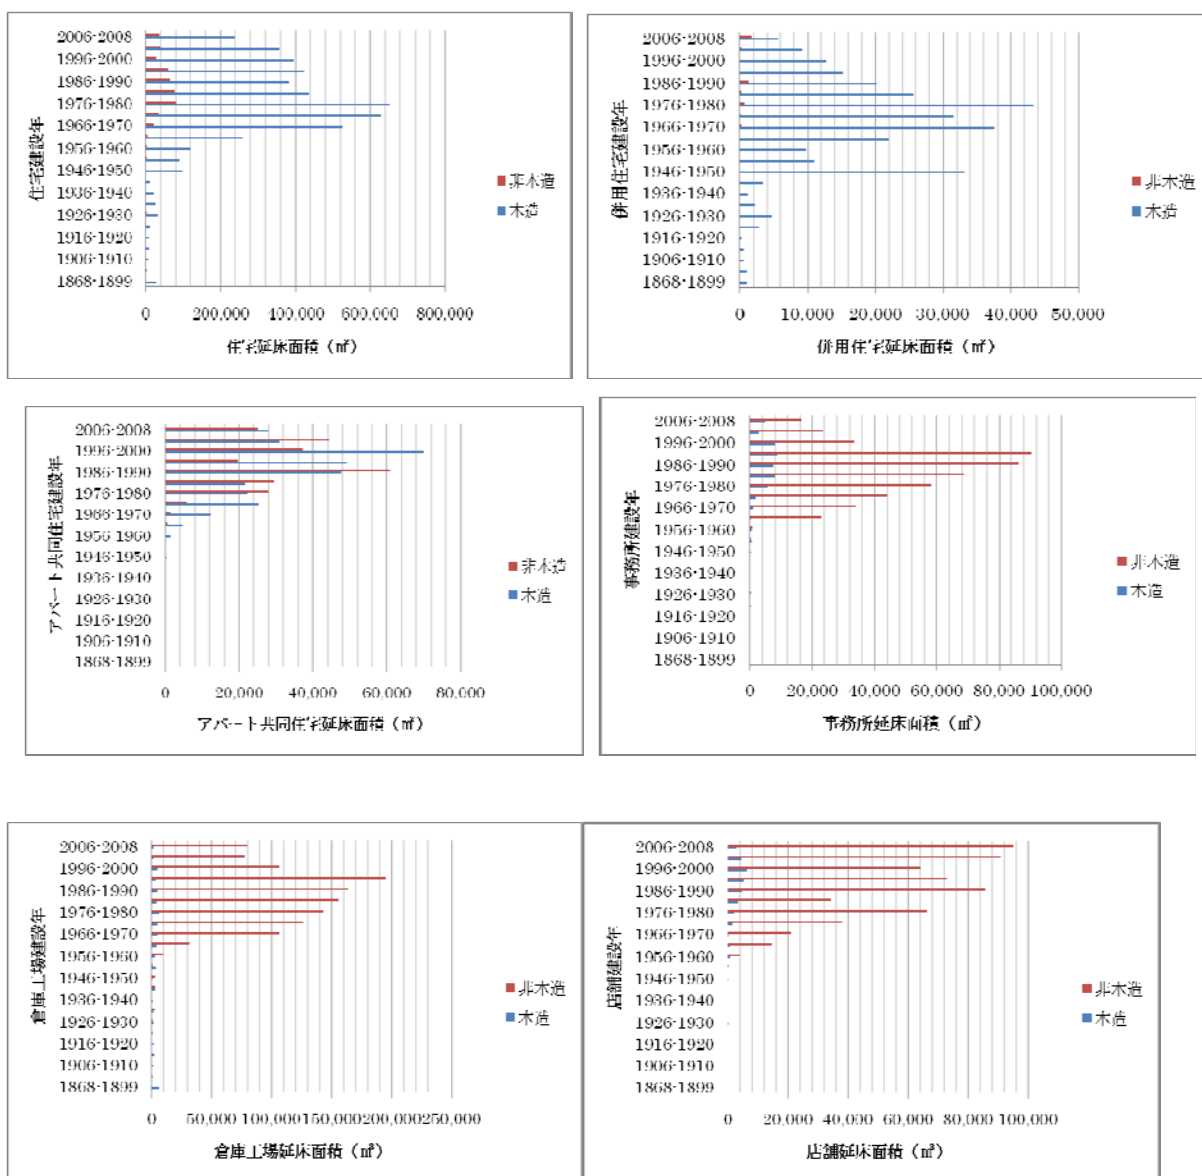 2006-2008
1996-2000
1986-1990
1976-1980
1966-1970
1956-1960
1946-1950
1936-1940
1926-1930
1916-1920
1906-1910
1868-1899
住宅建設年
非木造
木造
0 200,000 400,000 600,000 800,000
住宅延床面積（㎡）
2006-2008
1996-2000
1986-1990
1976-1980
1966-1970
1956-1960
1946-1950
1936-1940
1926-1930
1916-1920
1906-1910
1868-1899
併用住宅建設年
非木造
木造
0 10,000 20,000 30,000 40,000 50,000
併用住宅延床面積（㎡）
2006-2008
1996-2000
1986-1990
1976-1980
1966-1970
1956-1960
1946-1950
1936-1940
1926-1930
1916-1920
1906-1910
1868-1899
アパート共同住宅建設年
非木造
木造
0 20,000 40,000 60,000 80,000
アパート共同住宅延床面積（㎡）
2006-2008
1996-2000
1986-1990
1976-1980
1966-1970
1956-1960
1946-1950
1936-1940
1926-1930
1916-1920
1906-1910
1868-1899
事務所建設年
非木造
木造
0 20,000 40,000 60,000 80,000 100,000
事務所延床面積（㎡）
2006-2008
1996-2000
1986-1990
1976-1980
1966-1970
1956-1960
1946-1950
1936-1940
1926-1930
1916-1920
1906-1910
1868-1899
倉庫工場建設年
非木造
木造
0 50,000 100,000 150,000 200,000 250,000
倉庫工場延床面積（㎡）
2006-2008
1996-2000
1986-1990
1976-1980
1966-1970
1956-1960
1946-1950
1936-1940
1926-1930
1916-1920
1906-1910
1868-1899
店舗建設年
非木造
木造
0 20,000 40,000 60,000 80,000 100,000
店舗延床面積（㎡）